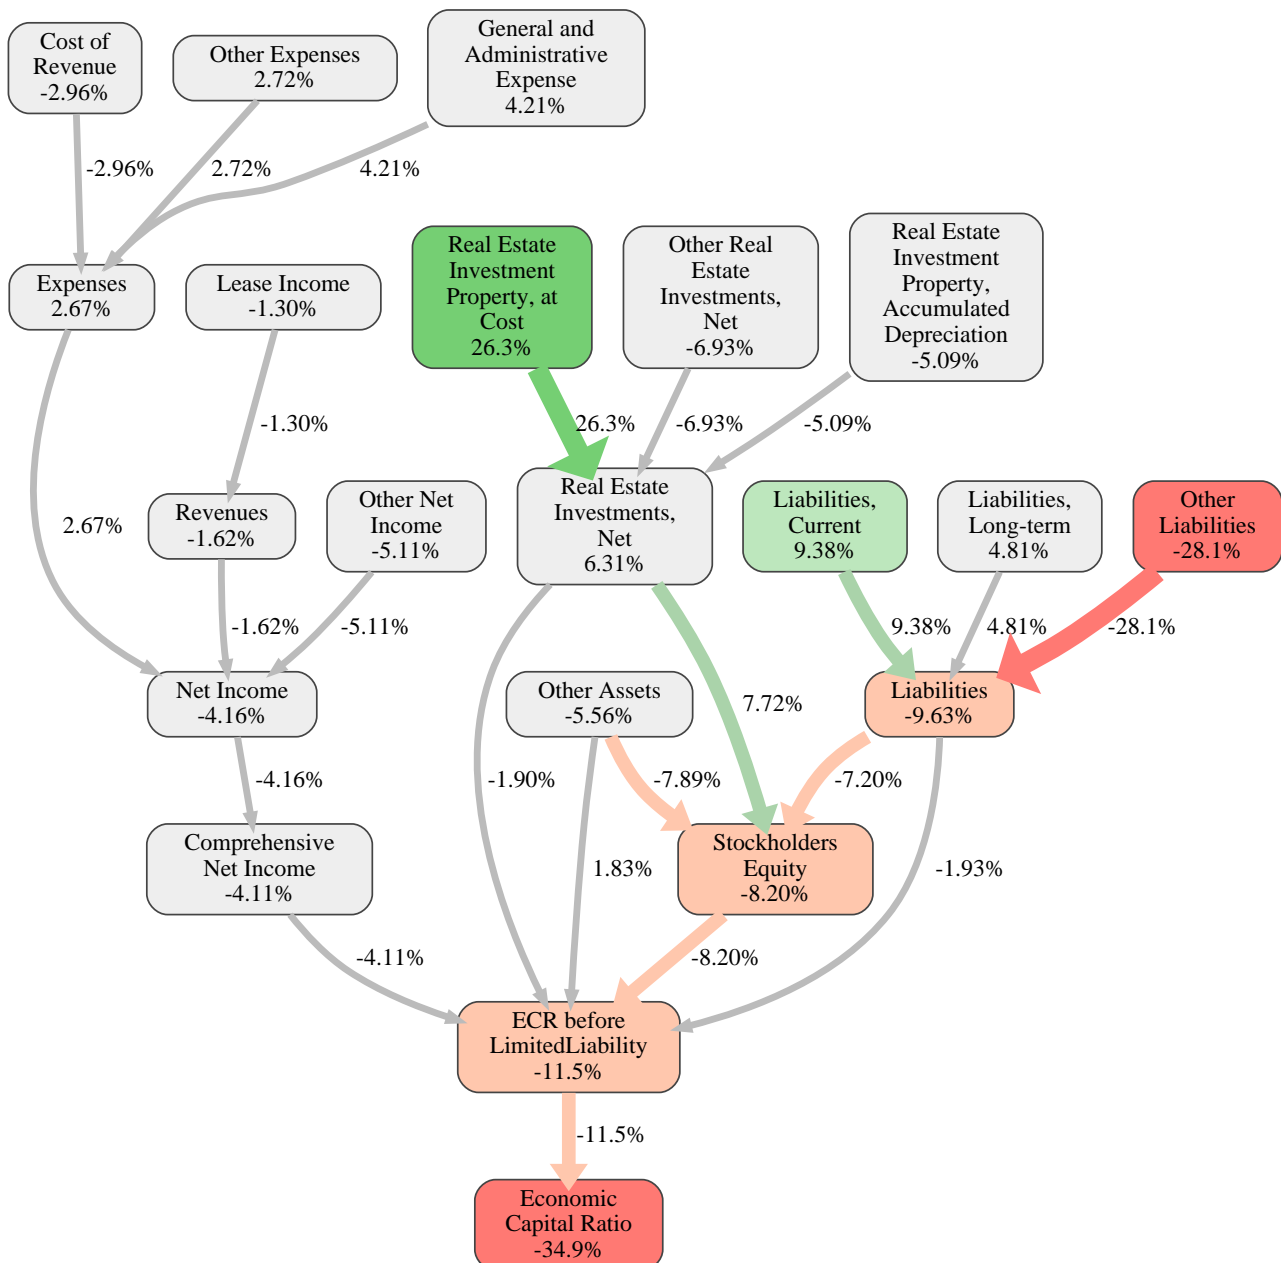 Cost of
Revenue
-2.96%
Other Expenses
2.72%
General and
Administrative
Expense
4.21%
-2.96%
2.72%
4.21%
Expenses
2.67%
Lease Income
-1.30%
Real Estate
Investment
Property, at
Cost
26.3%
Other Real
Estate
Investments,
Net
-6.93%
Real Estate
Investment
Property,
Accumulated
Depreciation
-5.09%
-1.30%
26.3%
-6.93%
-5.09%
2.67%
Revenues
-1.62%
Other Net
Income
-5.11%
Real Estate
Investments,
Net
6.31%
Liabilities,
Current
9.38%
Liabilities,
Long-term
4.81%
Other
Liabilities
-28.1%
-1.62%
-5.11%
9.38%
4.81%
-28.1%
Net Income
-4.16%
Other Assets
-5.56%
7.72%
Liabilities
-9.63%
-4.16%
-1.90%
-7.89%
-7.20%
Comprehensive
Net Income
-4.11%
1.83%
Stockholders
Equity
-8.20%
-1.93%
-4.11%
-8.20%
ECR before
LimitedLiability
-11.5%
-11.5%
Economic
Capital Ratio
-34.9%